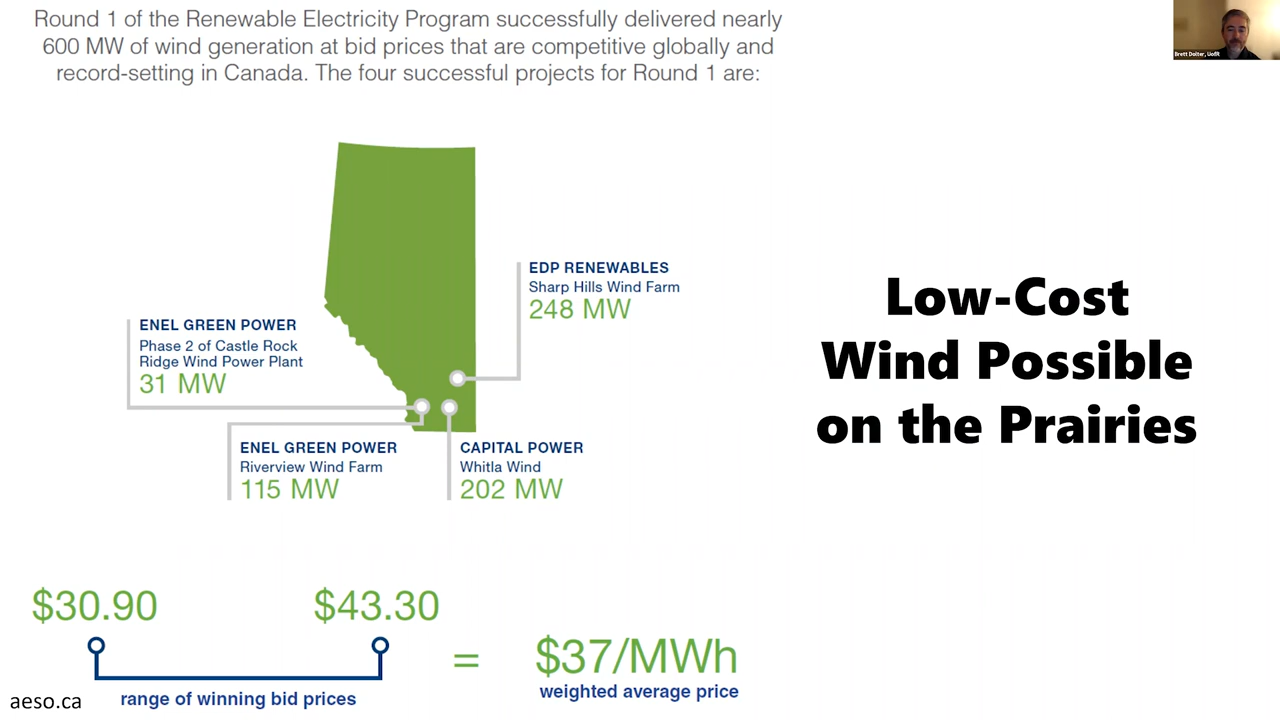 Round 1 of the Renewable Electricity Program successfully delivered nearly
600 MW of wind generation at bid prices that are competitive globally and
record-setting in Canada. The four successful projects for Round 1 are:
Brett Dolter, UofR
EDP RENEWABLES
Sharp Hills Wind Farm
248 MW
ENEL GREEN POWER
Phase 2 of Castle Rock
Ridge Wind Power Plant
31 MW
ENEL GREEN POWER
Riverview Wind Farm
115 MW
CAPITAL POWER
Whitla Wind
202 MW
Low-Cost
Wind Possible
on the Prairies
$30.90
$43.30
range of winning bid prices
=
$37/MWh
weighted average price
aeso.ca